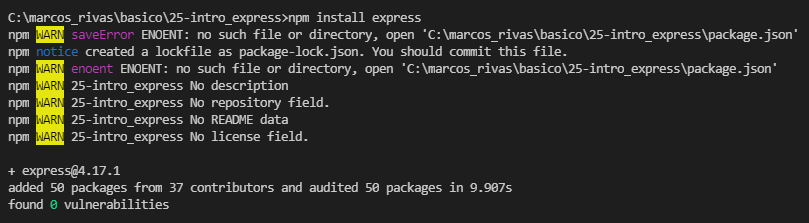 C:\marcos_rivas\basico\25-intro_express>npm install express
npm WARN saveError ENOENT: no such file or directory, open 'C:\marcos_rivas\basico\25-intro_express\package.json'
npm notice created a lockfile as package-lock.json. You should commit this file.
npm WARN enoent ENOENT: no such file or directory, open 'C:\marcos_rivas\basico\25-intro_express\package.json'
npm WARN 25-intro_express No description
npm WARN 25-intro_express No repository field.
npm WARN 25-intro_express No README data
npm WARN 25-intro_express No license field.
+ express@4.17.1
added 50 packages from 37 contributors and audited 50 packages in 9.907s
found 0 vulnerabilities